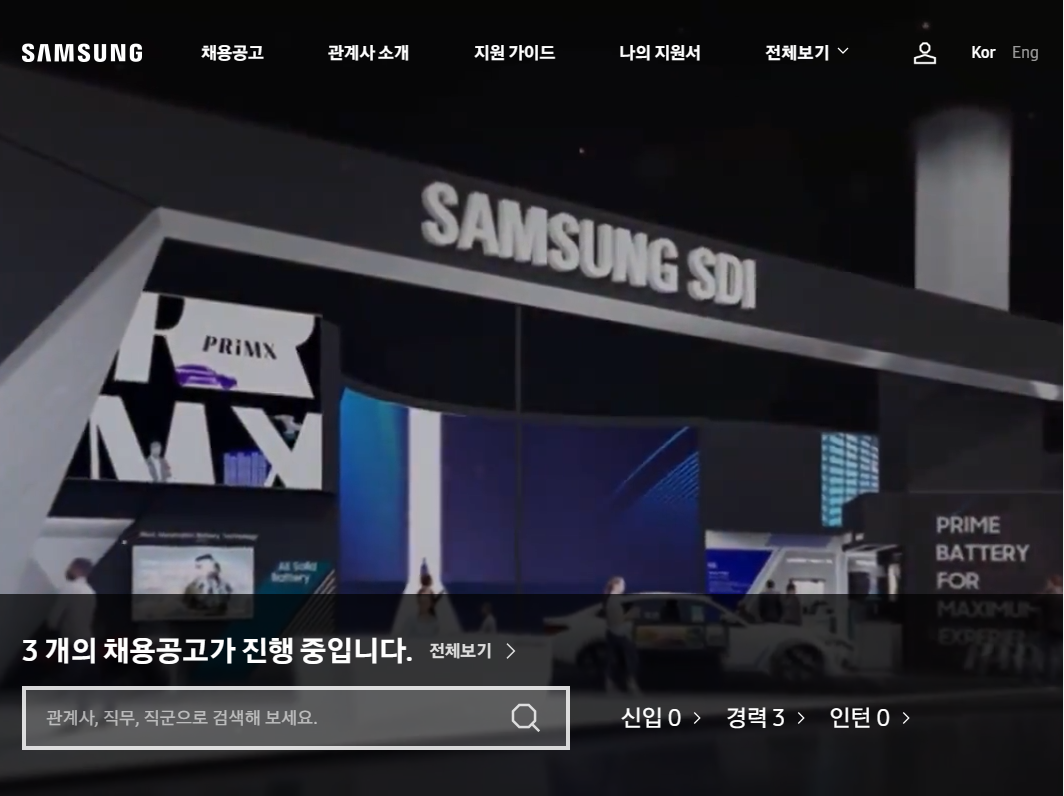 SAMSUNG 채용공고 관계사 소개 지원 가이드 나의 지원서 전체보기 Kor Eng
SAMSUNG SDI
PRiMX
All Solid
Battery
PRIME
BATTERY
FOR
MAXIMUM
3 개의 채용공고가 진행 중입니다. 전체보기
관계사, 직무, 직군으로 검색해 보세요.
신입 0 경력 3 인턴 0